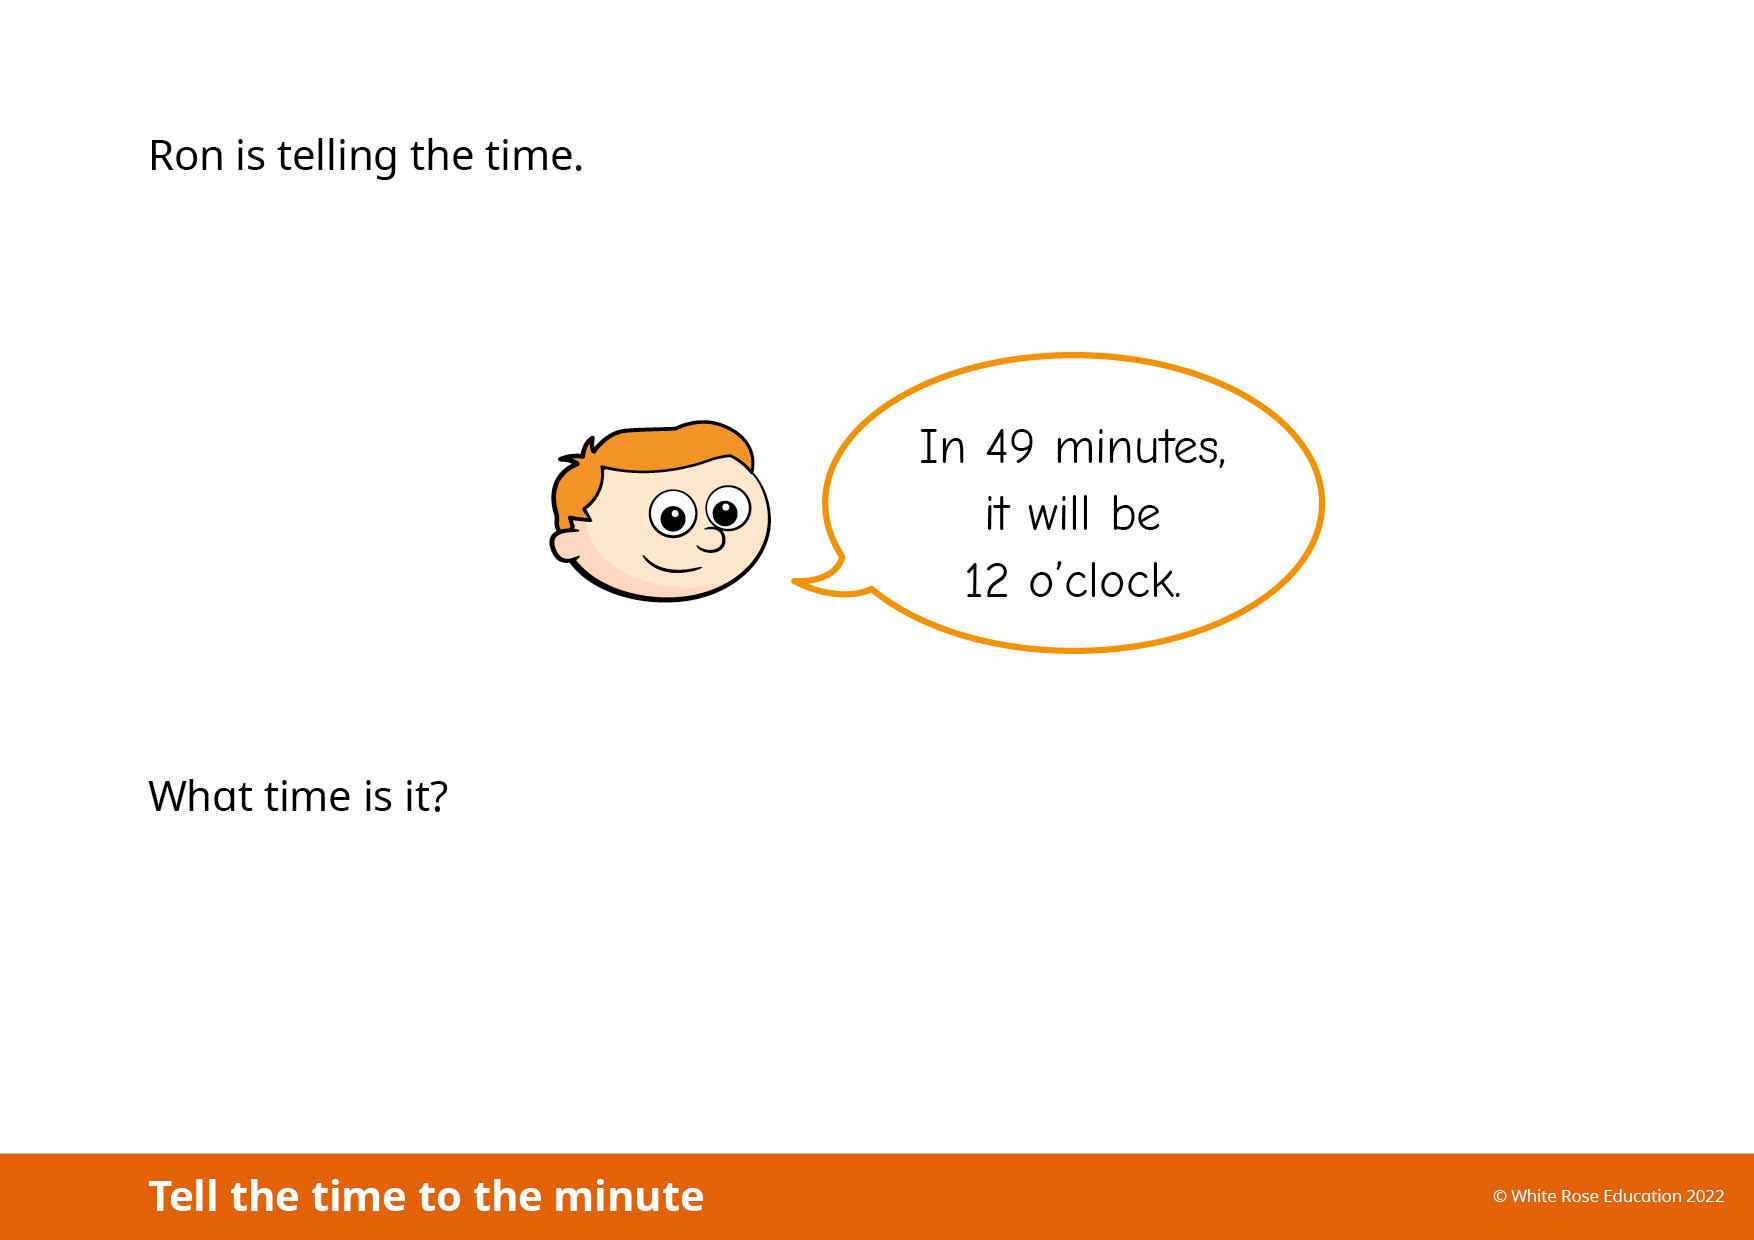 Ron is telling the time.
In 49 minutes,
it will be
12 o’clock.
What time is it?
Tell the time to the minute
© White Rose Education 2022